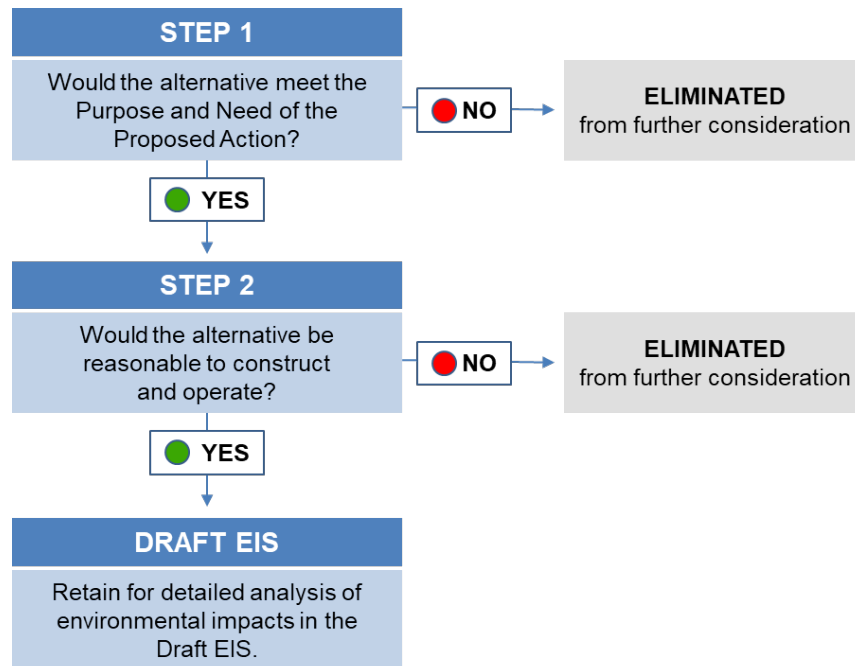 STEP 1
Would the alternative meet the
Purpose and Need of the
Proposed Action?
NO
ELIMINATED
from further consideration
YES
STEP 2
Would the alternative be
reasonable to construct
and operate?
NO
ELIMINATED
from further consideration
YES
DRAFT EIS
Retain for detailed analysis of
environmental impacts in the
Draft EIS.